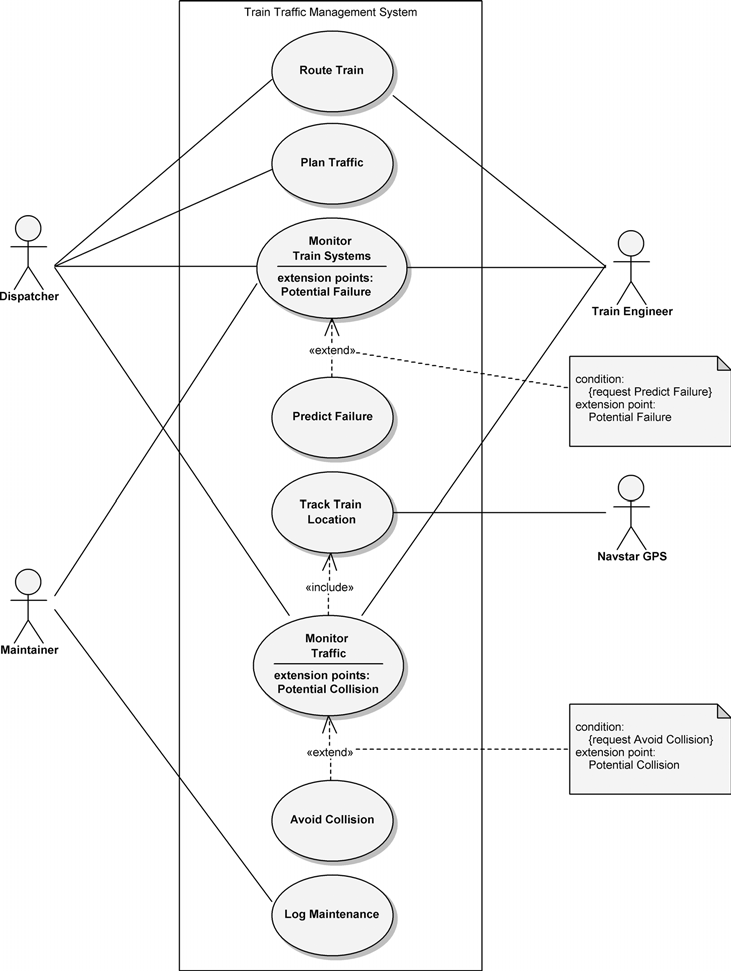 Train Traffic Management System
Route Train
Plan Traffic
Monitor
Train Systems
extension points:
Potential Failure
Dispatcher
Train Engineer
«extend»
condition:
{request Predict Failure}
extension point:
Potential Failure
Predict Failure
Track Train
Location
Navstar GPS
«include»
Maintainer
Monitor
Traffic
extension points:
Potential Collision
«extend»
condition:
{request Avoid Collision}
extension point:
Potential Collision
Avoid Collision
Log Maintenance